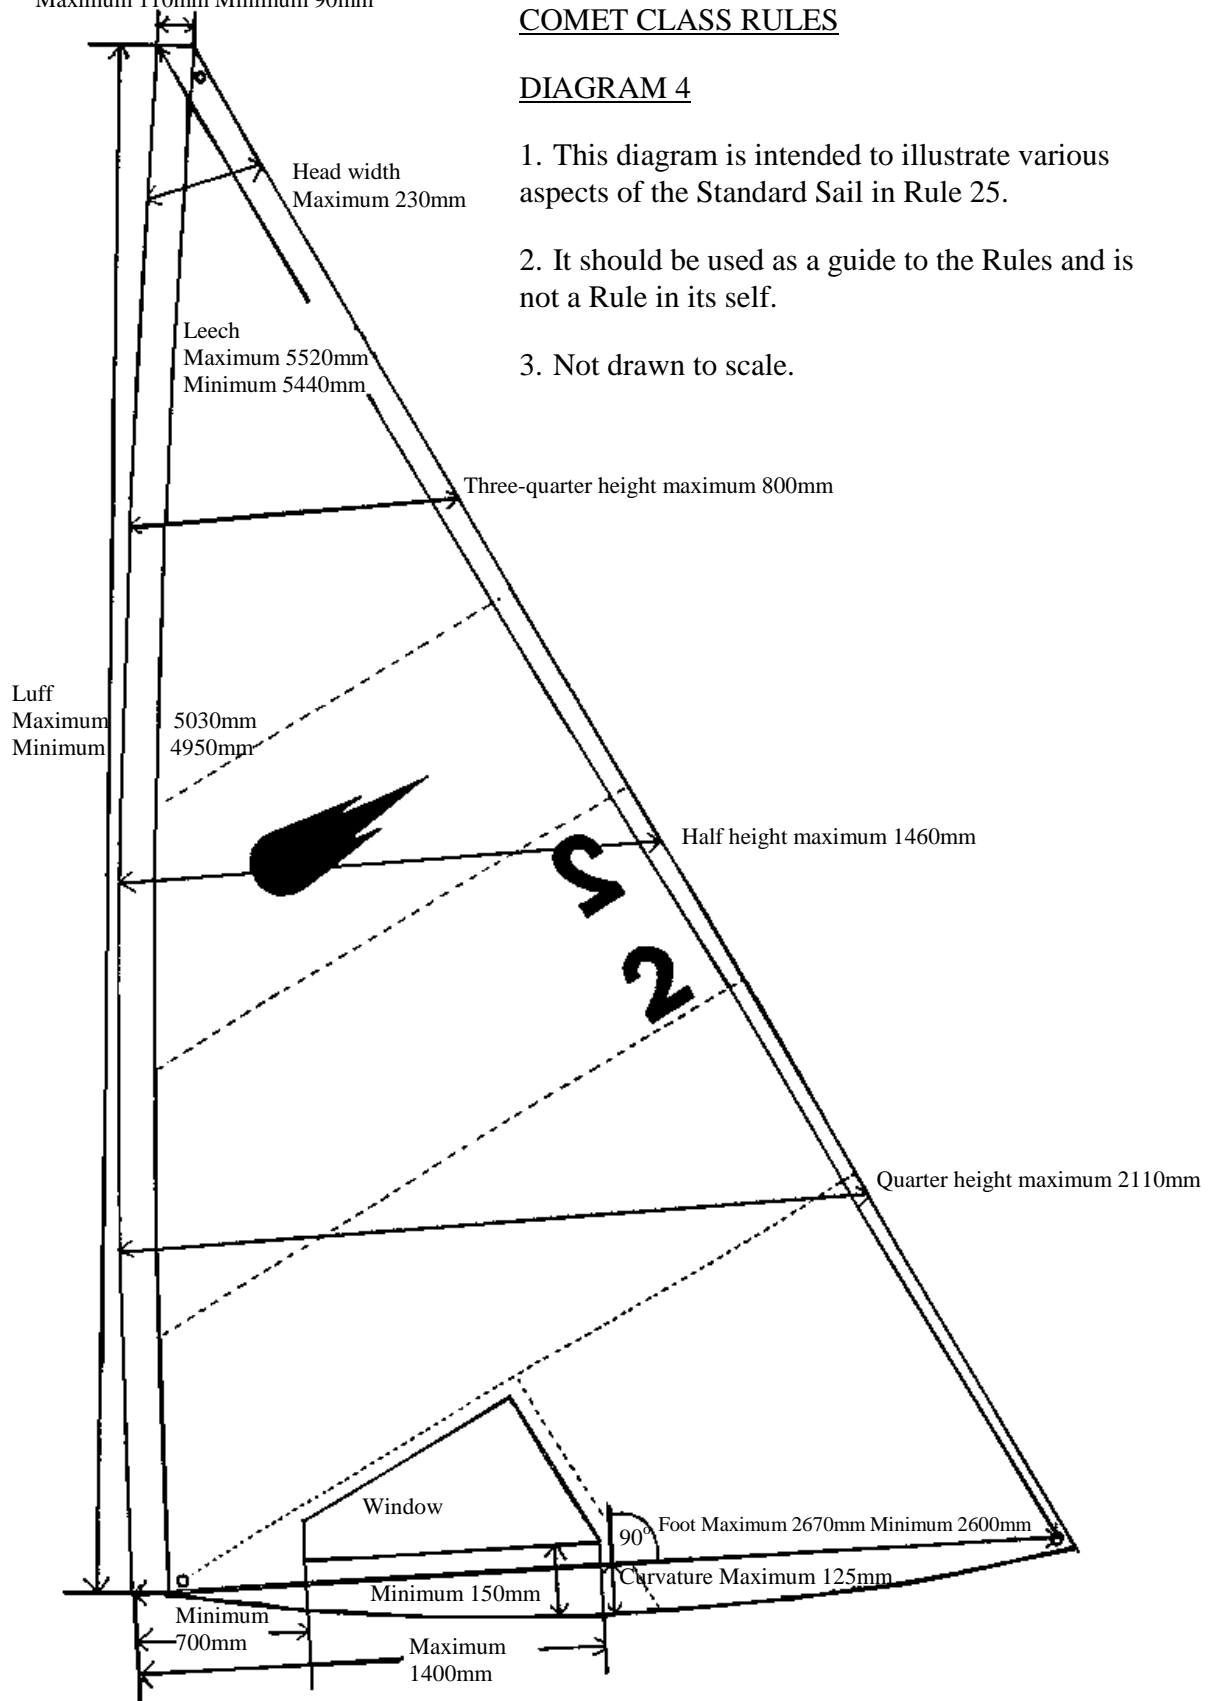 Maximum 110mm Minimum 90mm
COMET CLASS RULES
DIAGRAM 4
1. This diagram is intended to illustrate various
aspects of the Standard Sail in Rule 25.
2. It should be used as a guide to the Rules and is
not a Rule in its self.
3. Not drawn to scale.
Head width
Maximum 230mm
Leech
Maximum 5520mm
Minimum 5440mm
Three-quarter height maximum 800mm
Luff
Maximum 5030mm
Minimum 4950mm
Half height maximum 1460mm
2
2
Quarter height maximum 2110mm
Window
90° Foot Maximum 2670mm Minimum 2600mm
Curvature Maximum 125mm
Minimum 150mm
Minimum
700mm
Maximum
1400mm